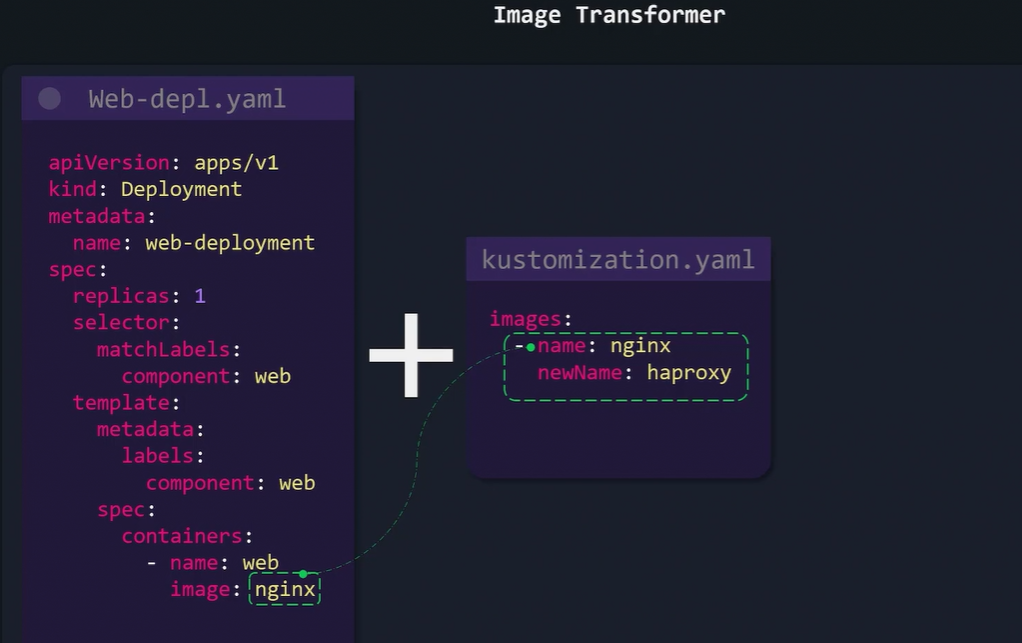 Image Transformer
Web-depl.yaml
apiVersion: apps/v1
kind: Deployment
metadata:
  name: web-deployment
spec:
  replicas: 1
  selector:
    matchLabels:
      component: web
  template:
    metadata:
      labels:
        component: web
    spec:
      containers:
        - name: web
          image: nginx
kustomization.yaml
images:
  - name: nginx
    newName: haproxy